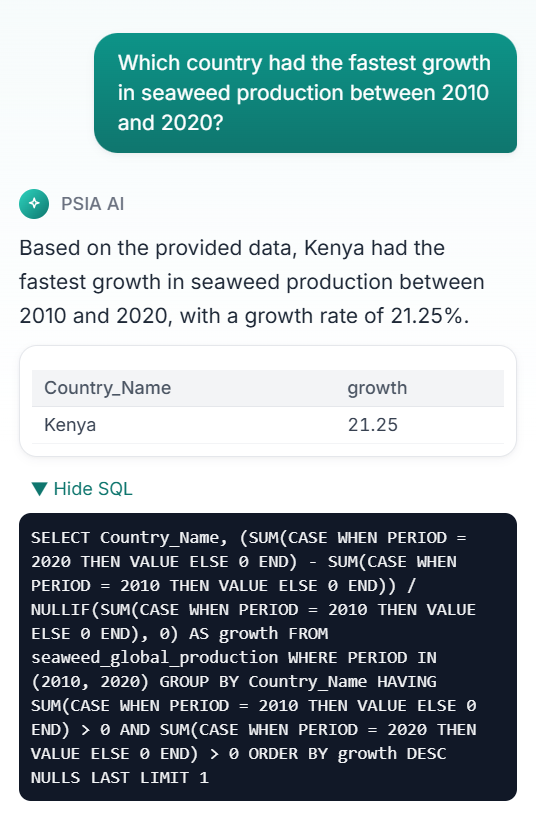 Which country had the fastest growth
in seaweed production between 2010
and 2020?
PSIA AI
Based on the provided data, Kenya had the
fastest growth in seaweed production between
2010 and 2020, with a growth rate of 21.25%.
Country_Name growth
Kenya 21.25
▼ Hide SQL
SELECT Country_Name, (SUM(CASE WHEN PERIOD =
2020 THEN VALUE ELSE 0 END) - SUM(CASE WHEN
PERIOD = 2010 THEN VALUE ELSE 0 END)) /
NULLIF(SUM(CASE WHEN PERIOD = 2010 THEN VALUE
ELSE 0 END), 0) AS growth FROM
seaweed_global_production WHERE PERIOD IN
(2010, 2020) GROUP BY Country_Name HAVING
SUM(CASE WHEN PERIOD = 2010 THEN VALUE ELSE 0
END) > 0 AND SUM(CASE WHEN PERIOD = 2020 THEN
VALUE ELSE 0 END) > 0 ORDER BY growth DESC
NULLS LAST LIMIT 1